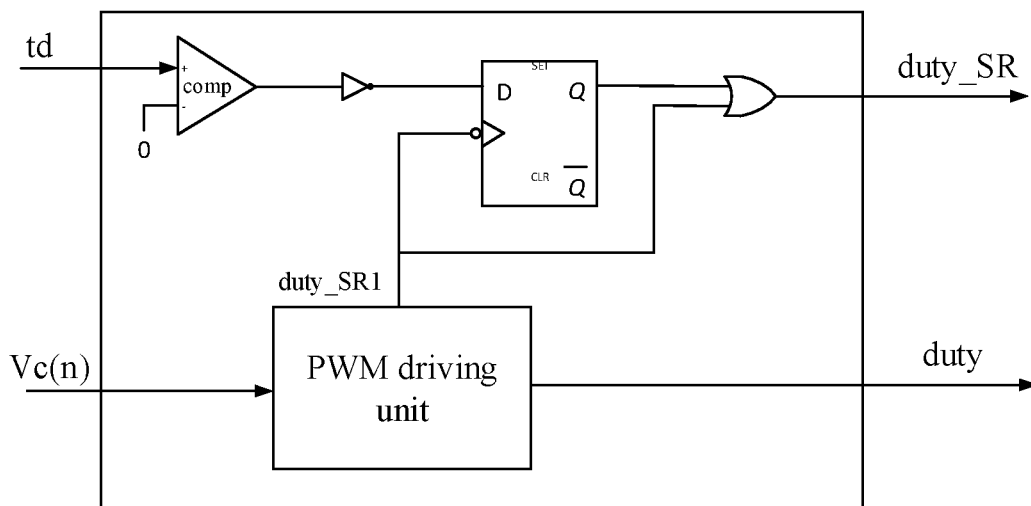 td
duty_SR
+
comp
-
0
SET
D
Q
CLR
Q
duty_SR1
Vc(n)
PWM driving
unit
duty